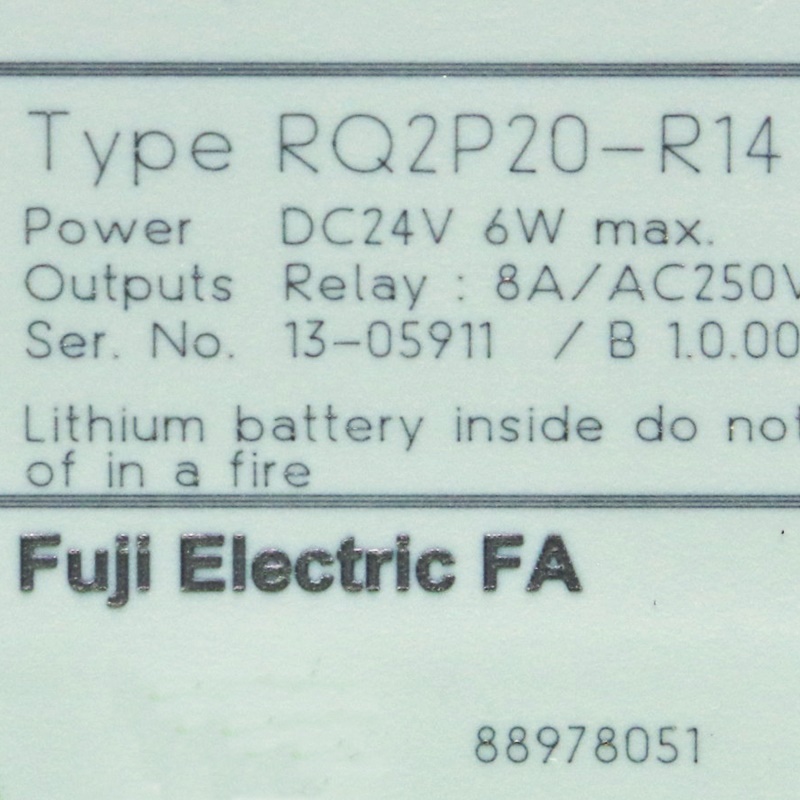 Type RQ2P20-R14
Power DC24V 6W max.
Outputs Relay : 8A/AC250V
Ser. No. 13-05911 / B 1.0.00
Lithium battery inside do not
of in a fire
Fuji Electric FA
88978051